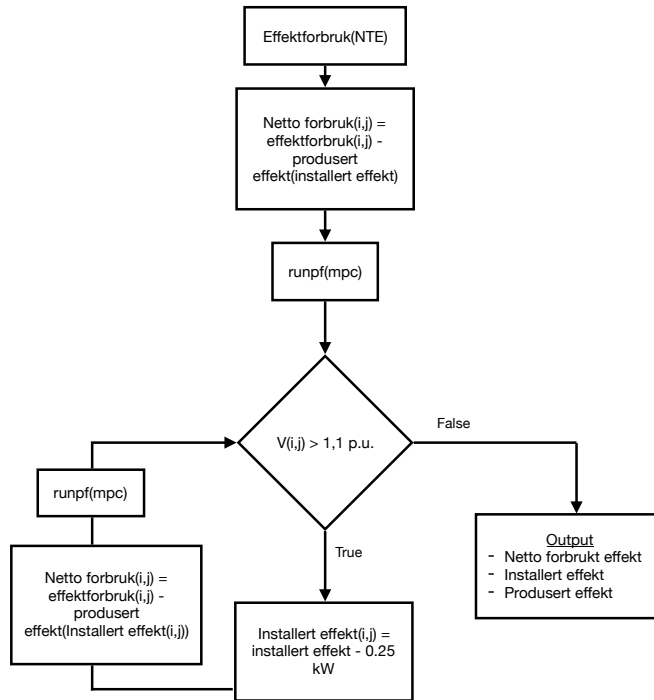 Effektforbruk(NTE)
Netto forbruk(i,j) =
effektforbruk(i,j) -
produsert
effekt(installert effekt)
runpf(mpc)
V(i,j) > 1,1 p.u.
False
True
runpf(mpc)
Netto forbruk(i,j) =
effektforbruk(i,j) -
produsert
effekt(Installert effekt(i,j))
Installert effekt(i,j) =
installert effekt - 0.25
kW
Output
- Netto forbrukt effekt
- Installert effekt
- Produsert effekt